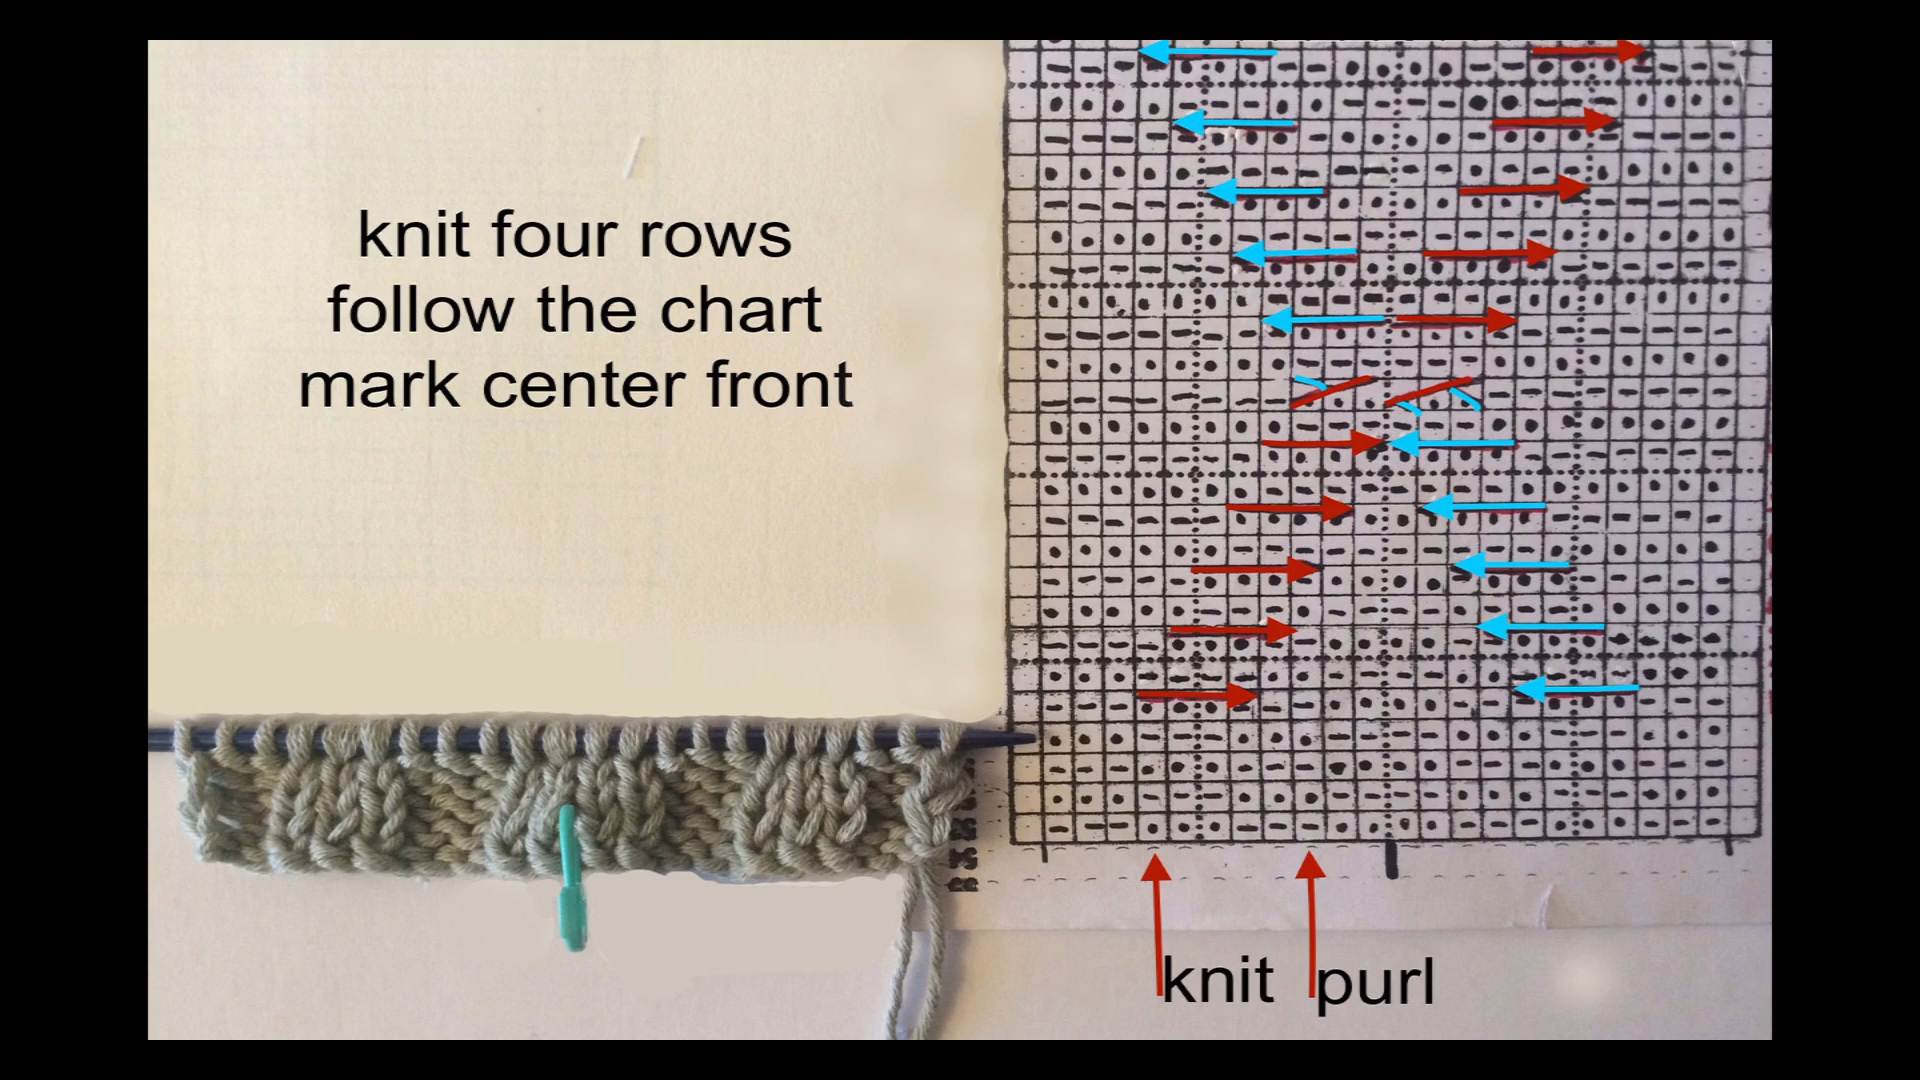 knit four rows
follow the chart
mark center front
knit purl